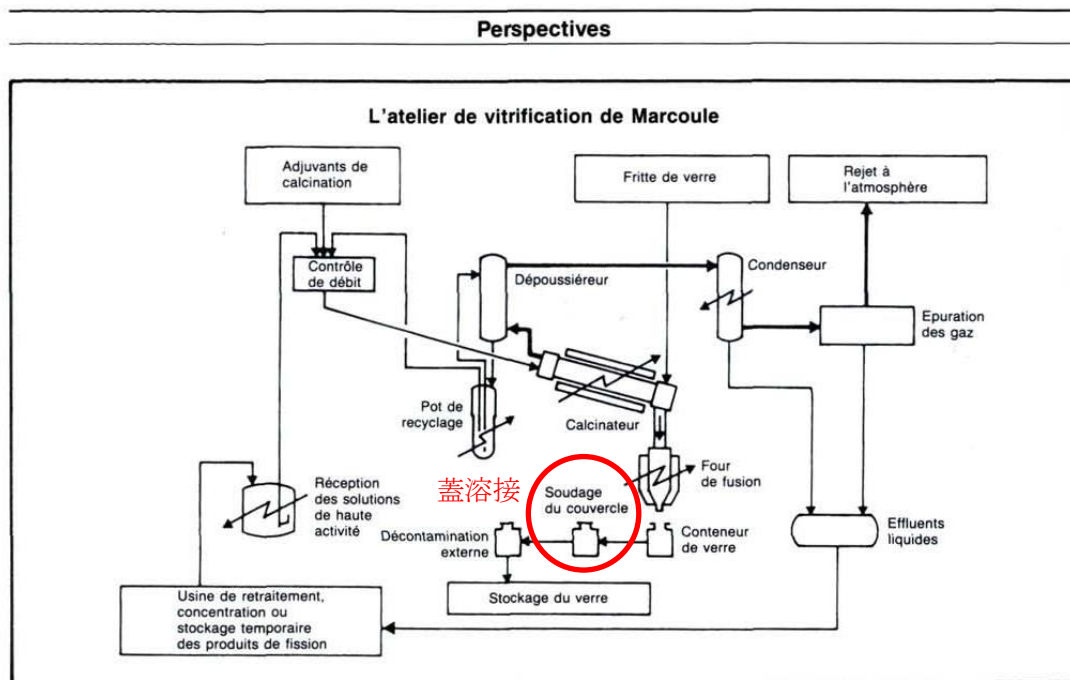 Perspectives
L'atelier de vitrification de Marcoule
Adjuvants de
calcination
Fritte de verre
Rejet à
l'atmosphère
Contrôle
de débit
Dépoussiéreur
Condenseur
Epuration
des gaz
Pot de
recyclage
Calcinateur
Four
de fusion
Réception
des solutions
de haute
activité
蓋溶接
Soudage
du couvercle
Décontamination
externe
Conteneur
de verre
Effluents
liquides
Stockage du verre
Usine de retraitement,
concentration ou
stockage temporaire
des produits de fission